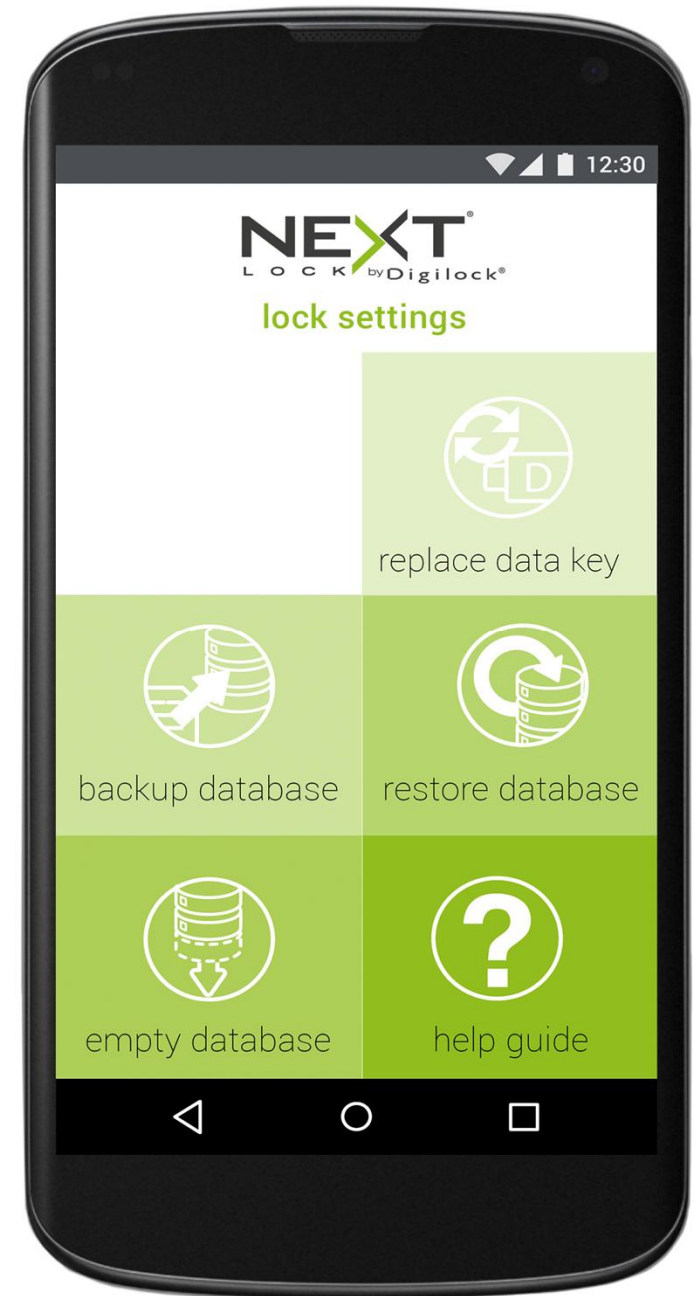 12:30
NEXT®
LOCK by Digilock®
lock settings
D
replace data key
backup database
restore database
empty database
help guide